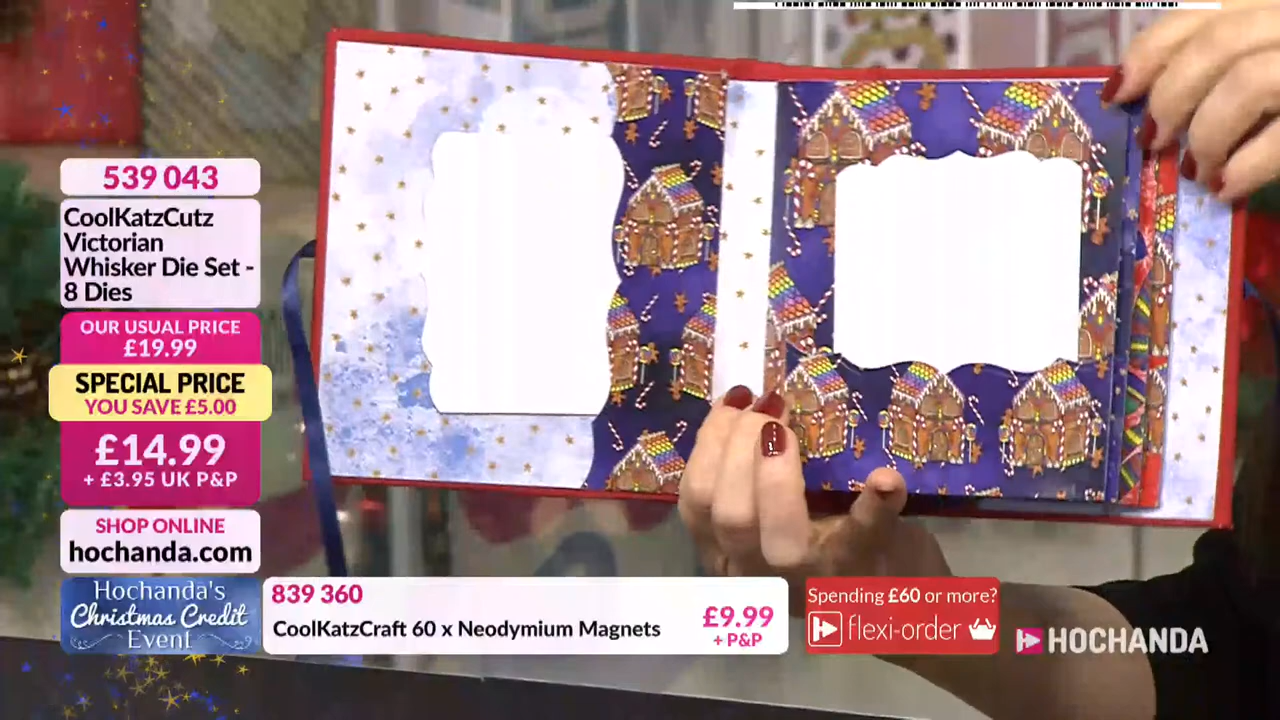 539 043
CoolKatzCutz
Victorian
Whisker Die Set -
8 Dies
OUR USUAL PRICE
£19.99
SPECIAL PRICE
YOU SAVE £5.00
£14.99
+ £3.95 UK P&P
SHOP ONLINE
hochanda.com
Hochanda's
Christmas Credit
Event
839 360
CoolKatzCraft 60 x Neodymium Magnets
£9.99
+ P&P
Spending £60 or more?
flexi-order
HOCHANDA